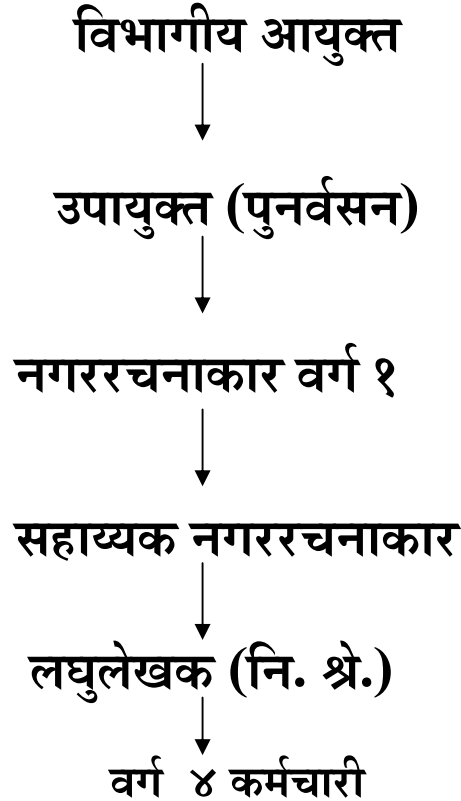 विभागीय आयुक्त
उपायुक्त (पुनर्वसन)
नगररचनाकार वर्ग १
सहाय्यक नगररचनाकार
लघुलेखक (नि. श्रे.)
वर्ग ४ कर्मचारी